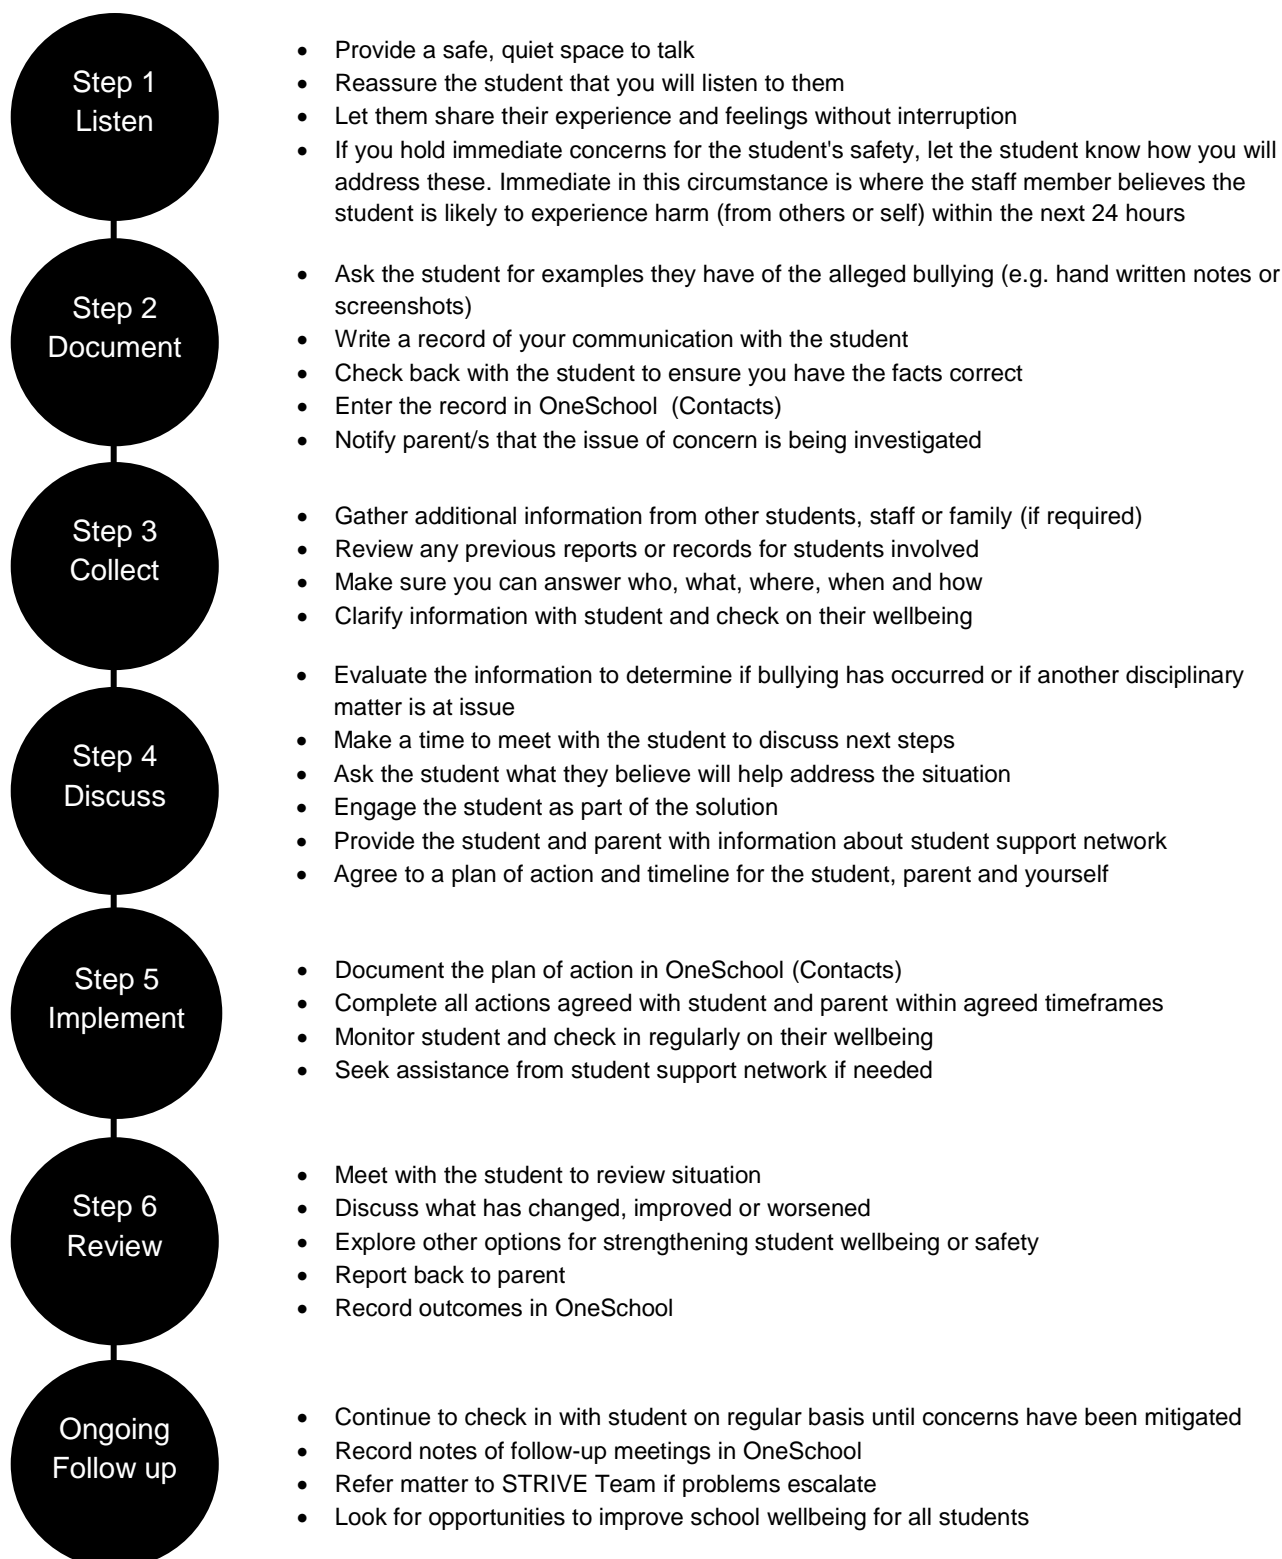 Step 1
Listen
• Provide a safe, quiet space to talk
• Reassure the student that you will listen to them
• Let them share their experience and feelings without interruption
• If you hold immediate concerns for the student's safety, let the student know how you will
address these. Immediate in this circumstance is where the staff member believes the
student is likely to experience harm (from others or self) within the next 24 hours
Step 2
Document
• Ask the student for examples they have of the alleged bullying (e.g. hand written notes or
screenshots)
• Write a record of your communication with the student
• Check back with the student to ensure you have the facts correct
• Enter the record in OneSchool  (Contacts)
• Notify parent/s that the issue of concern is being investigated
Step 3
Collect
• Gather additional information from other students, staff or family (if required)
• Review any previous reports or records for students involved
• Make sure you can answer who, what, where, when and how
• Clarify information with student and check on their wellbeing
Step 4
Discuss
• Evaluate the information to determine if bullying has occurred or if another disciplinary
matter is at issue
• Make a time to meet with the student to discuss next steps
• Ask the student what they believe will help address the situation
• Engage the student as part of the solution
• Provide the student and parent with information about student support network
• Agree to a plan of action and timeline for the student, parent and yourself
Step 5
Implement
• Document the plan of action in OneSchool (Contacts)
• Complete all actions agreed with student and parent within agreed timeframes
• Monitor student and check in regularly on their wellbeing
• Seek assistance from student support network if needed
Step 6
Review
• Meet with the student to review situation
• Discuss what has changed, improved or worsened
• Explore other options for strengthening student wellbeing or safety
• Report back to parent
• Record outcomes in OneSchool
Ongoing
Follow up
• Continue to check in with student on regular basis until concerns have been mitigated
• Record notes of follow-up meetings in OneSchool
• Refer matter to STRIVE Team if problems escalate
• Look for opportunities to improve school wellbeing for all students